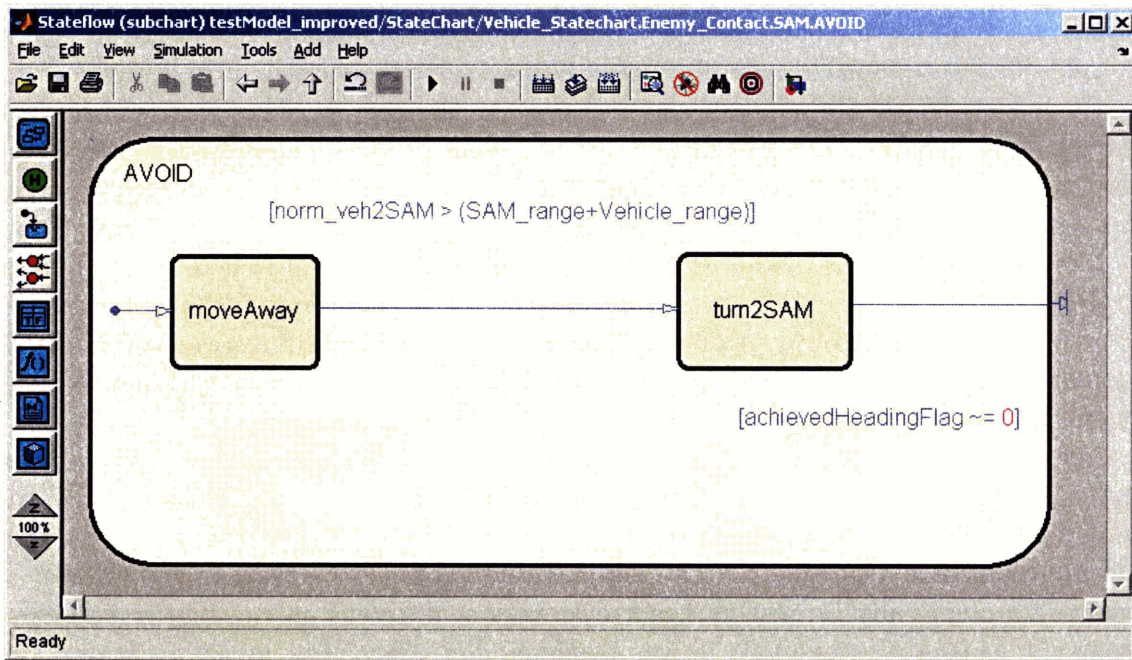 Stateflow (subchart) testModel_improved/StateChart/Vehicle_Statechart.Enemy_Contact.SAM.AVOID
File Edit View Simulation Tools Add Help
AVOID
[norm_veh2SAM > (SAM_range+Vehicle_range)]
moveAway
turn2SAM
[achievedHeadingFlag ~= 0]
100 %
Ready